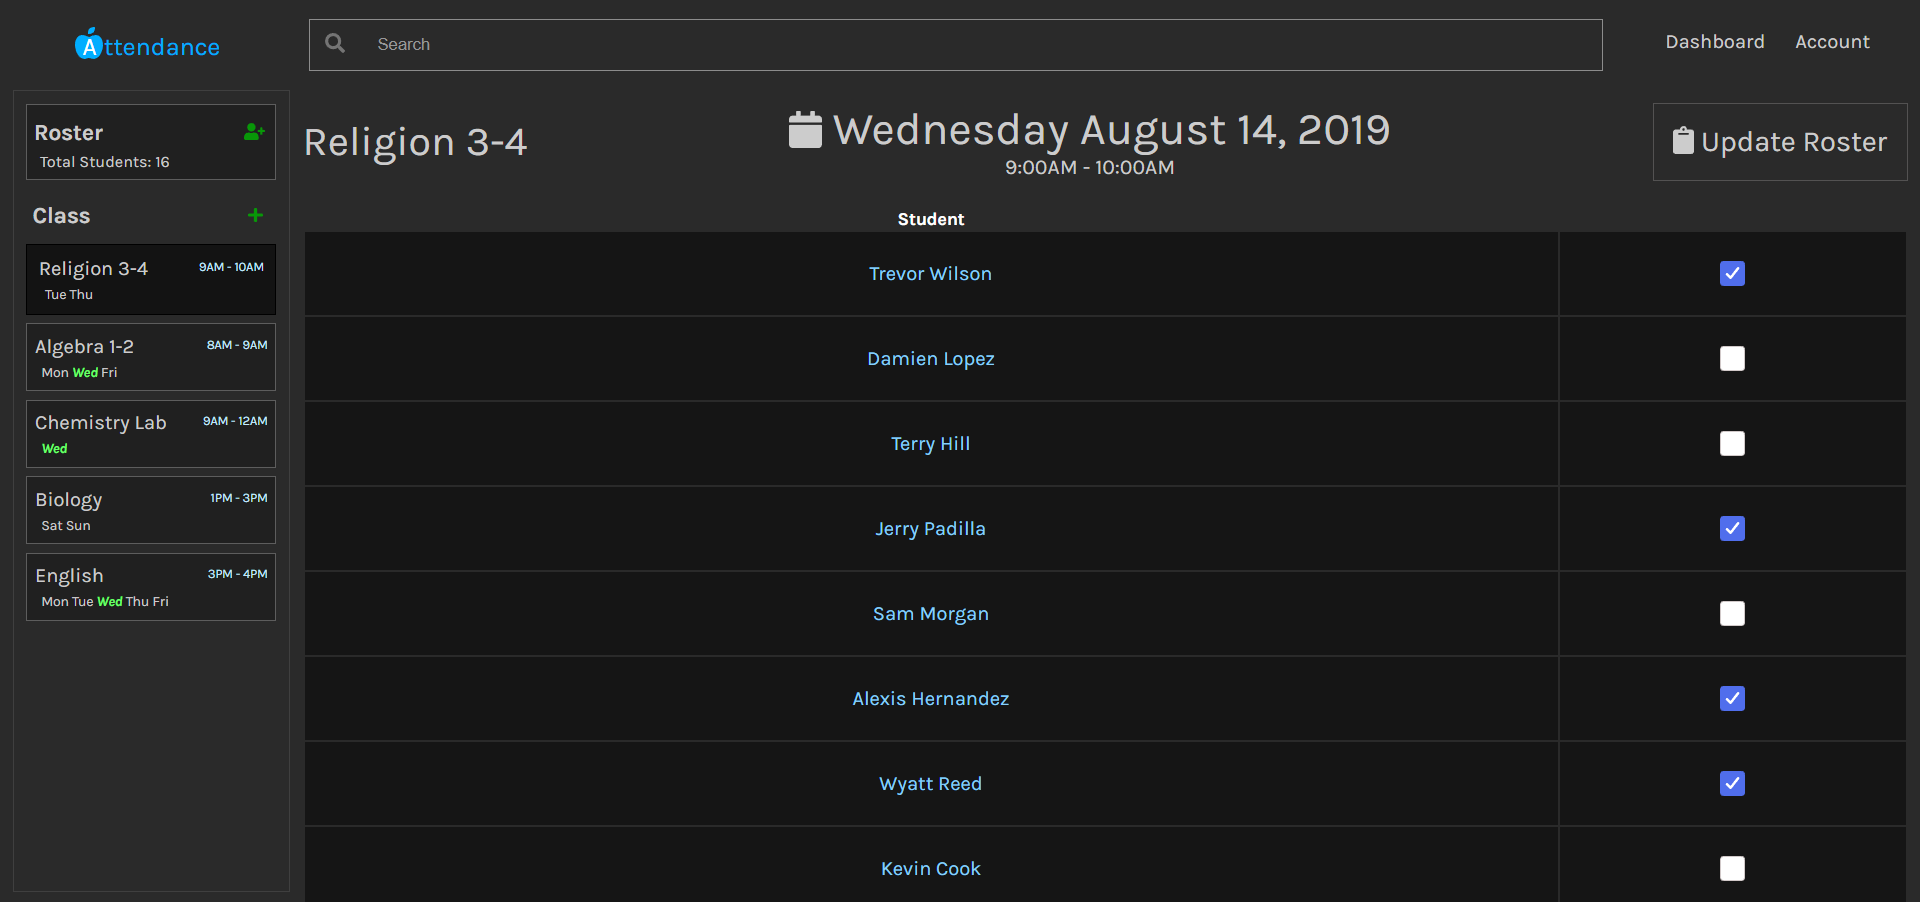 Attendance
Search
Dashboard
Account
Roster
Total Students: 16
Class
Religion 3-4
9AM - 10AM
Tue Thu
Algebra 1-2
8AM - 9AM
Mon Wed Fri
Chemistry Lab
9AM - 12AM
Wed
Biology
1PM - 3PM
Sat Sun
English
3PM - 4PM
Mon Tue Wed Thu Fri
Religion 3-4
Wednesday August 14, 2019
9:00AM - 10:00AM
Update Roster
Student
Trevor Wilson
Damien Lopez
Terry Hill
Jerry Padilla
Sam Morgan
Alexis Hernandez
Wyatt Reed
Kevin Cook